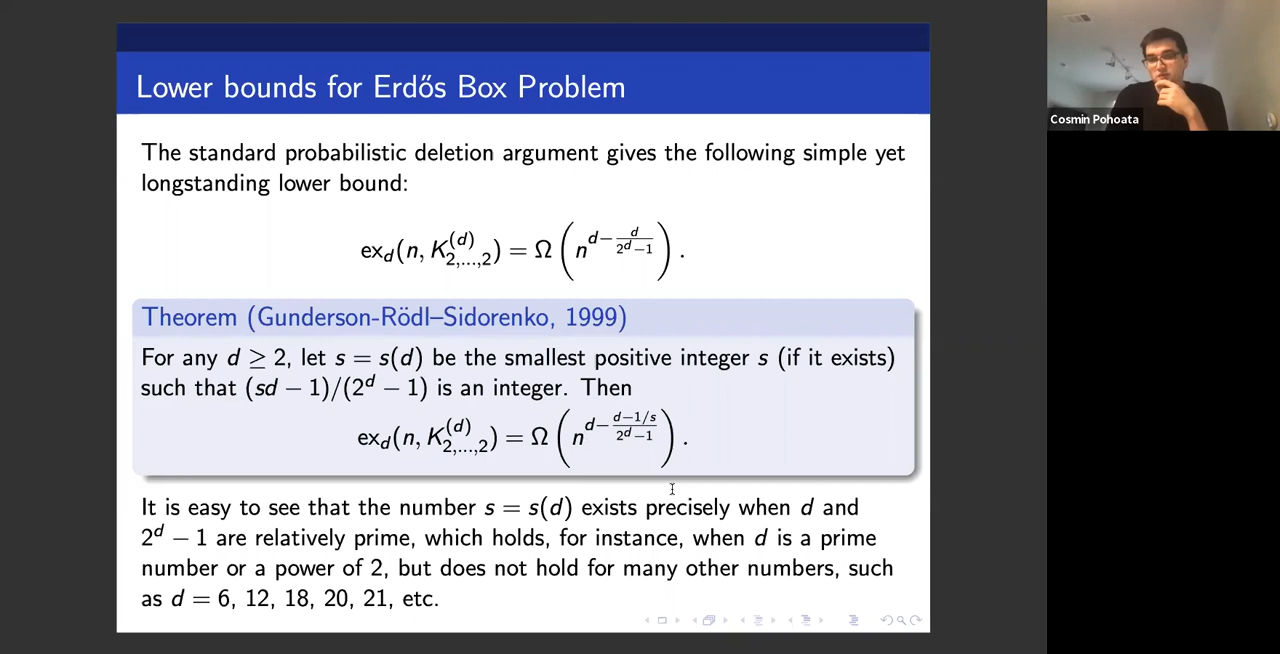 Lower bounds for Erdős Box Problem
The standard probabilistic deletion argument gives the following simple yet
longstanding lower bound:
ex_d(n, K^{(d)}_{2,...,2}) = Ω(n^{d - \frac{d}{2^d - 1}}).
Theorem (Gunderson-Rödl–Sidorenko, 1999)
For any d ≥ 2, let s = s(d) be the smallest positive integer s (if it exists)
such that (sd − 1)/(2^d − 1) is an integer. Then
ex_d(n, K^{(d)}_{2,...,2}) = Ω(n^{d - \frac{d-1/s}{2^d - 1}}).
It is easy to see that the number s = s(d) exists precisely when d and
2^d − 1 are relatively prime, which holds, for instance, when d is a prime
number or a power of 2, but does not hold for many other numbers, such
as d = 6, 12, 18, 20, 21, etc.
Cosmin Pohoata